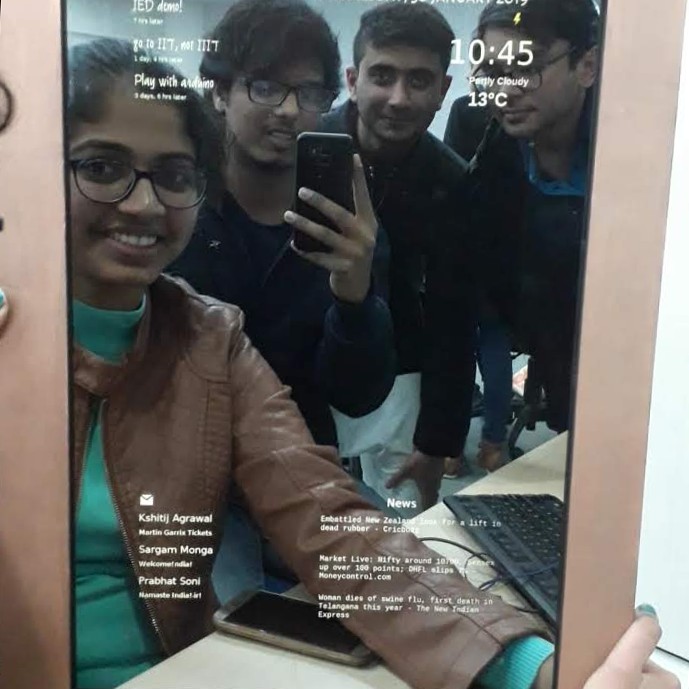 IED demo!
7 hrs later
go to IIT, not IIIT
1 day, hrs later
Play with arduino
3 days, 6 hrs later
JANUARY 2019
10:45
Partly Cloudy
13°C
Kshitij Agrawal
Martin Garrix Tickets
Sargam Monga
Welcome!ndia!
Prabhat Soni
Namaste India!
News
Embattled New Zealand look for a lift in
dead rubber - Cricbuzz
Market Live: Nifty around
up over 100 points; DHFL slips
Moneycontrol.com
Woman dies of swine flu, first death in
Telangana this year - The New Indian
Express